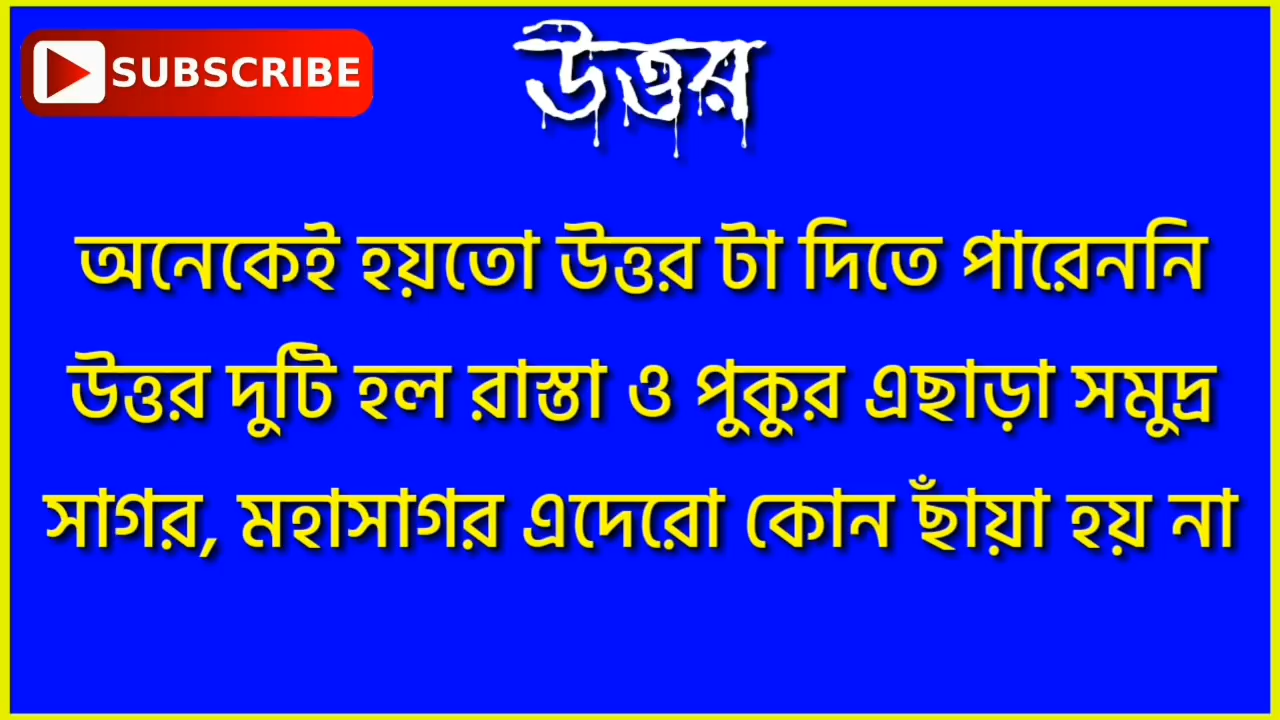 SUBSCRIBE
উত্তর
অনেকেই হয়তো উত্তর টা দিতে পারেননি
উত্তর দুটি হল রাস্তা ও পুকুর এছাড়া সমুদ্র
সাগর, মহাসাগর এদেরো কোন ছাঁয়া হয় না